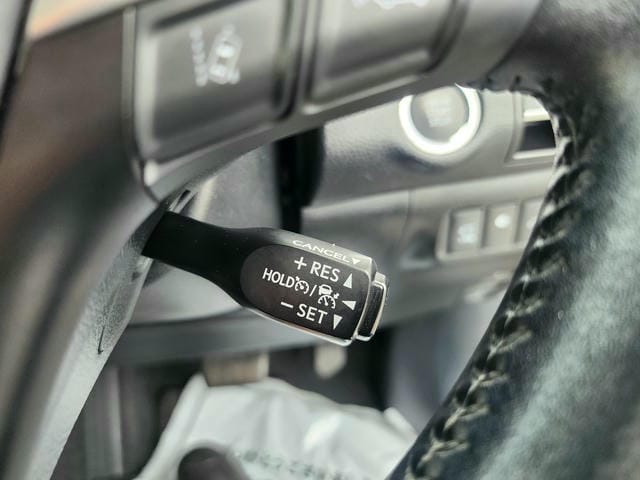 CANCEL
+ RES
HOLD /
− SET